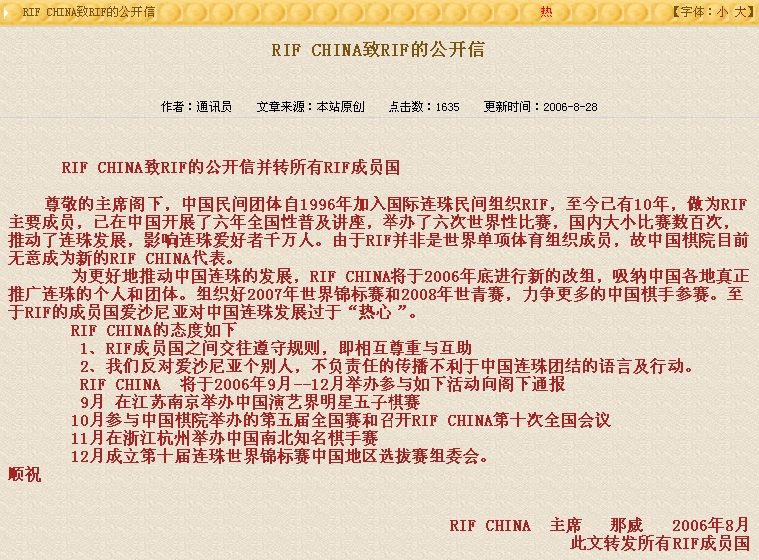 RIF CHINA致RIF的公开信 热 【字体：小 大】
RIF CHINA致RIF的公开信
作者：通讯员 文章来源：本站原创 点击数：1635 更新时间：2006-8-28
RIF CHINA致RIF的公开信并转所有RIF成员国
尊敬的主席阁下，中国民间团体自1996年加入国际连珠民间组织RIF，至今己有10年，做为RIF
主要成员，己在中国开展了六年全国性普及讲座，举办了六次世界性比赛，国内大小比赛数百次，
推动了连珠发展，影响连珠爱好者千万人。由于RIF并非是世界单项体育组织成员，故中国棋院目前
无意成为新的RIF CHINA代表。
为更好地推动中国连珠的发展，RIF CHINA将于2006年底进行新的改组，吸纳中国各地真正
推广连珠的个人和团体。组织好2007年世界锦标赛和2008年世青赛，力争更多的中国棋手参赛。至
于RIF的成员国爱沙尼亚对中国连珠发展过于“热心 ”。
RIF CHINA的态度如下
1、RIF成员国之间交往遵守规则，即相互尊重与互助
2、我们反对爱沙尼亚个别人，不负责任的传播不利于中国连珠团结的语言及行动。
RIF CHINA 将于2006年9月--12月举办参与如下活动向阁下通报
9月 在江苏南京举办中国演艺界明星五子棋赛
10月参与中国棋院举办的第五届全国赛和召开RIF CHINA第十次全国会议
11月在浙江杭州举办中国南北知名棋手赛
12月成立第十届连珠世界锦标赛中国地区选拔赛组委会。
顺祝
RIF CHINA 主席 那威 2006年8月
此文转发所有RIF成员国